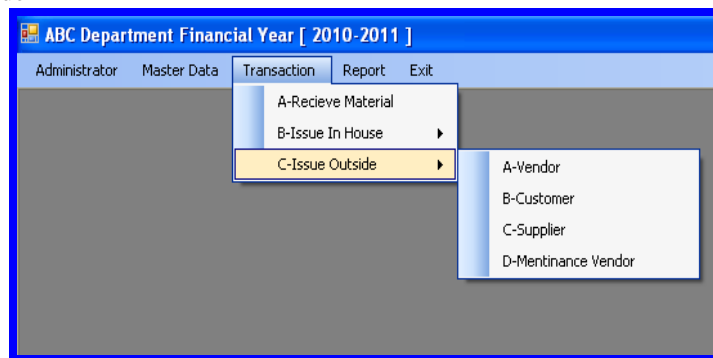 ABC Department Financial Year [ 2010-2011 ]
Administrator Master Data Transaction Report Exit
A-Recieve Material
B-Issue In House
C-Issue Outside
A-Vendor
B-Customer
C-Supplier
D-Mentinance Vendor